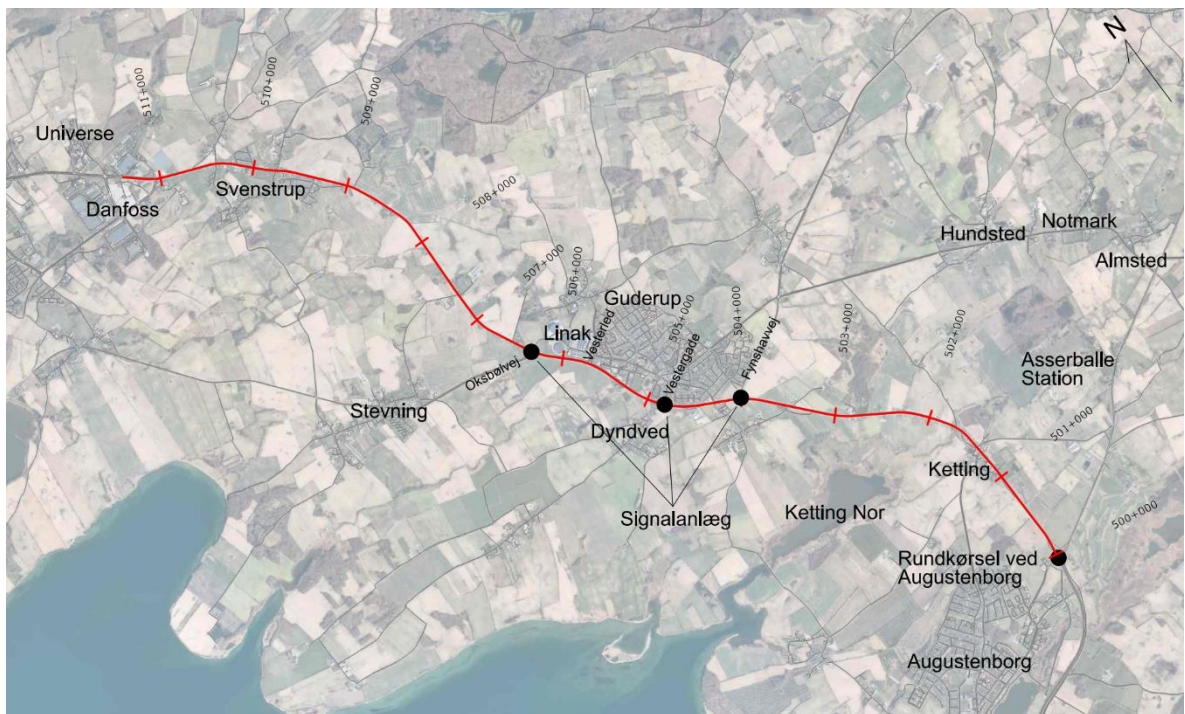 N
511+000
510+000
509+000
Universe
Svenstrup
Danfoss
508+000
507+000
506+000
Hundsted
Notmark
Almsted
Guderup
Linak
Vesterled
505+000
504+000
Vestergade
Fynshavvej
503+000
502+000
Asserballe
Station
Oksbølvej
Stevning
Dyndved
501+000
Ketting
Signalanlæg
Ketting Nor
500+000
Rundkørsel ved
Augustenborg
Augustenborg